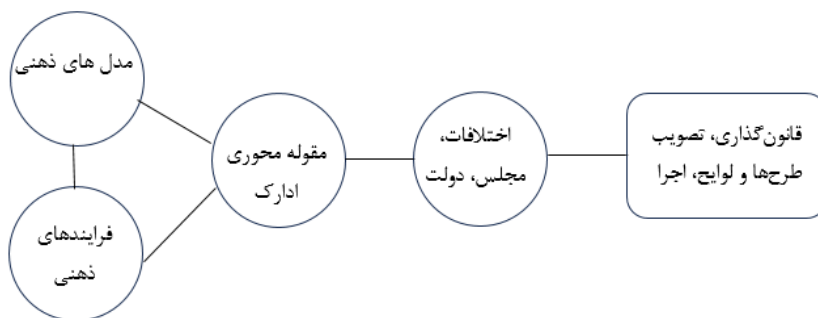 مدل های ذهنی
فرایندهای
ذهنی
مقوله محوری
ادارک
اختلافات،
مجلس، دولت
قانون‌گذاری، تصویب
طرح‌ها و لوایح، اجرا